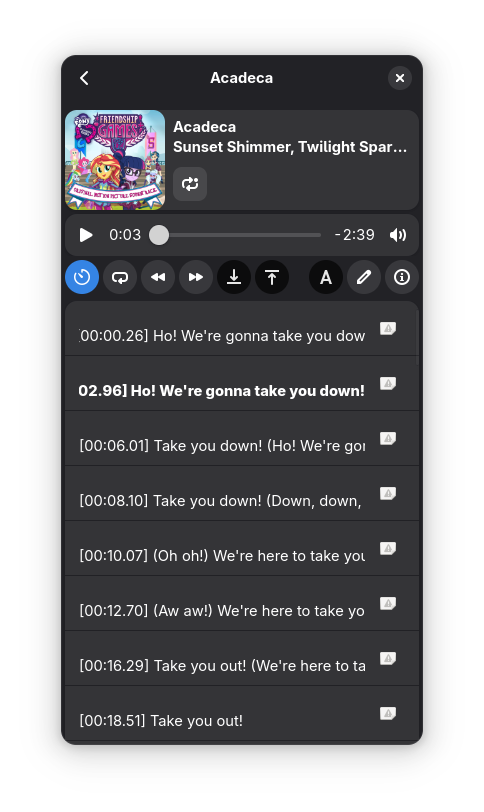 Acadeca
FRIENDSHIP
GAMES
Acadeca
Sunset Shimmer, Twilight Spar...
0:03
-2:39
A
[00:00.26] Ho! We're gonna take you dow
02.96] Ho! We're gonna take you down!
[00:06.01] Take you down! (Ho! We're gor
[00:08.10] Take you down! (Down, down,
[00:10.07] (Oh oh!) We're here to take you
[00:12.70] (Aw aw!) We're here to take yo
[00:16.29] Take you out! (We're here to ta
[00:18.51] Take you out!